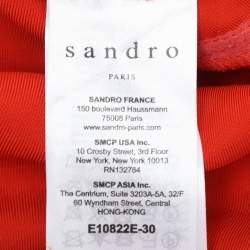 sandro
PARIS
SANDRO FRANCE
150 boulevard Haussmann
75008 Paris
www.sandro-paris.com
SMCP USA Inc.
10 Crosby Street, 3rd Floor
New York, New York 10013
RN132784
SMCP ASIA Inc.
The Centrium, Suite 3203A-5A, 32/F
60 Wyndham Street, Central
HONG-KONG
E10822E-30